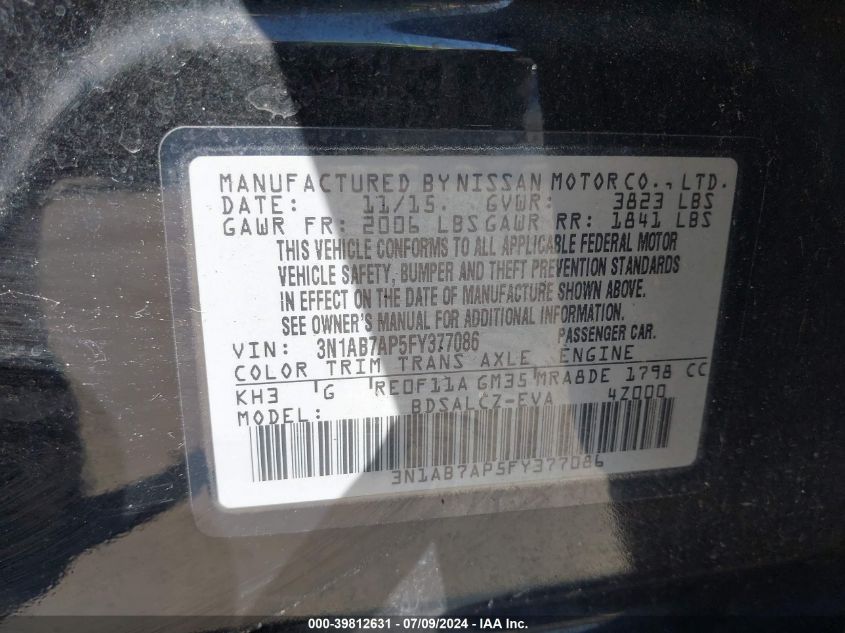 MANUFACTURED BY NISSAN MOTOR CO., LTD.
DATE: 11/15. GVWR: 3823 LBS
GAWR FR: 2006 LBS GAWR RR: 1841 LBS
THIS VEHICLE CONFORMS TO ALL APPLICABLE FEDERAL MOTOR
VEHICLE SAFETY, BUMPER AND THEFT PREVENTION STANDARDS
IN EFFECT ON THE DATE OF MANUFACTURE SHOWN ABOVE.
SEE OWNER'S MANUAL FOR ADDITIONAL INFORMATION.
VIN: 3N1AB7AP5FY377086 PASSENGER CAR.
COLOR TRIM TRANS AXLE ENGINE
KH3 G RE0F11A GM35 MRA8DE 1798 CC
MODEL: BDSALCZ-EVA 4Z000
3N1AB7AP5FY377086
000-39812631 - 07/09/2024 - IAA Inc.